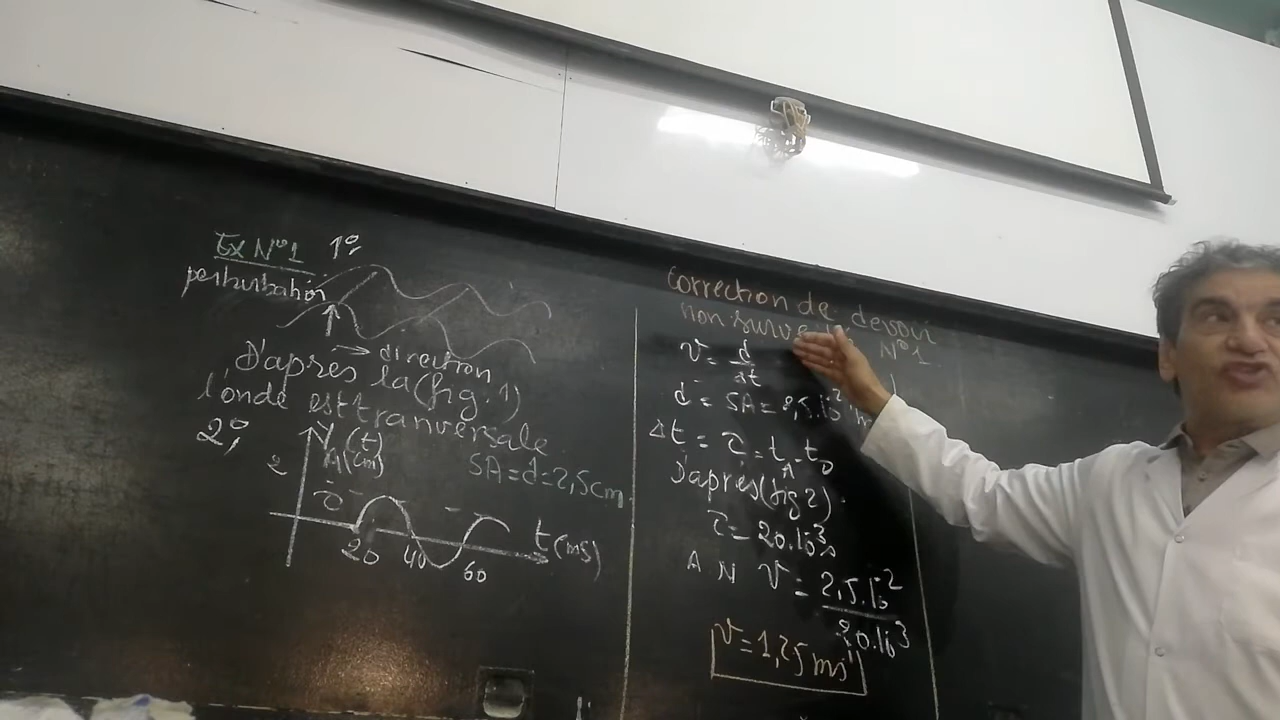 Ex N°1 1°,
perturbation
direction
D'après la (fig.1)
l'onde est tranversale
2°,
Y (t)
A (cm)
SA = d = 2,5cm
2
τ
20 40 60
t (ms)
Correction de devoir
non surveillé N°1
v = d/Δt
d = SA = 2,5.10⁻² m
Δt = τ = t_A - t_0
D'après (fig 2)
τ = 20.10⁻³ s
A N V = 2,5.10⁻² / 20.10⁻³
V = 1,25 ms⁻¹